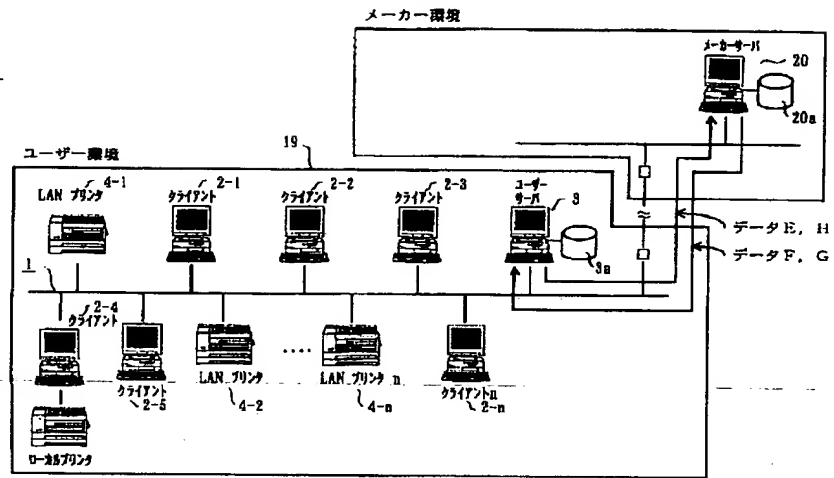 メーカー環境
メーカーサーバ
20
20a
ユーザー環境
19
4-1
LAN プリンタ
2-1
クライアント
2-2
クライアント
2-3
クライアント
ユーザ
サーバ
3
3a
データE, H
データF, G
1
2-4
クライアント
クライアント
2-5
LAN プリンタ
4-2
....
LAN プリンタ n
4-n
クライアントn
2-n
ローカルプリンタ